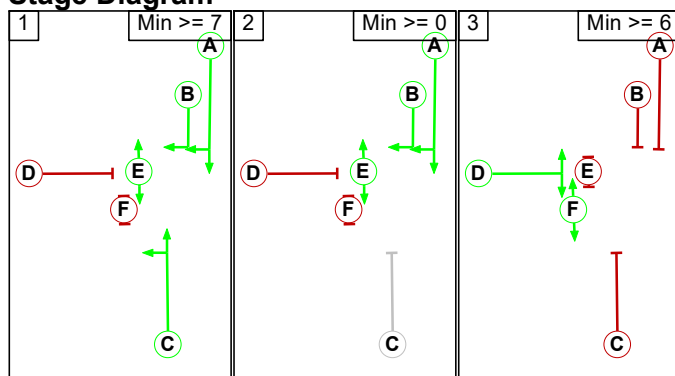 Stage Diagram
1 Min >= 7 2 Min >= 0 3 Min >= 6
A A A
B B B
D E D E D E
F F F
C C C